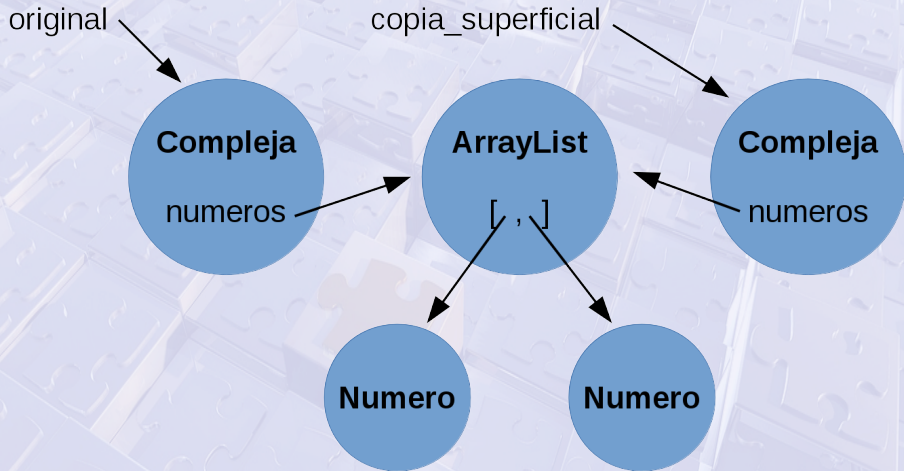 original
copia_superficial
Compleja
numeros
ArrayList
[ , ]
Compleja
numeros
Numero
Numero